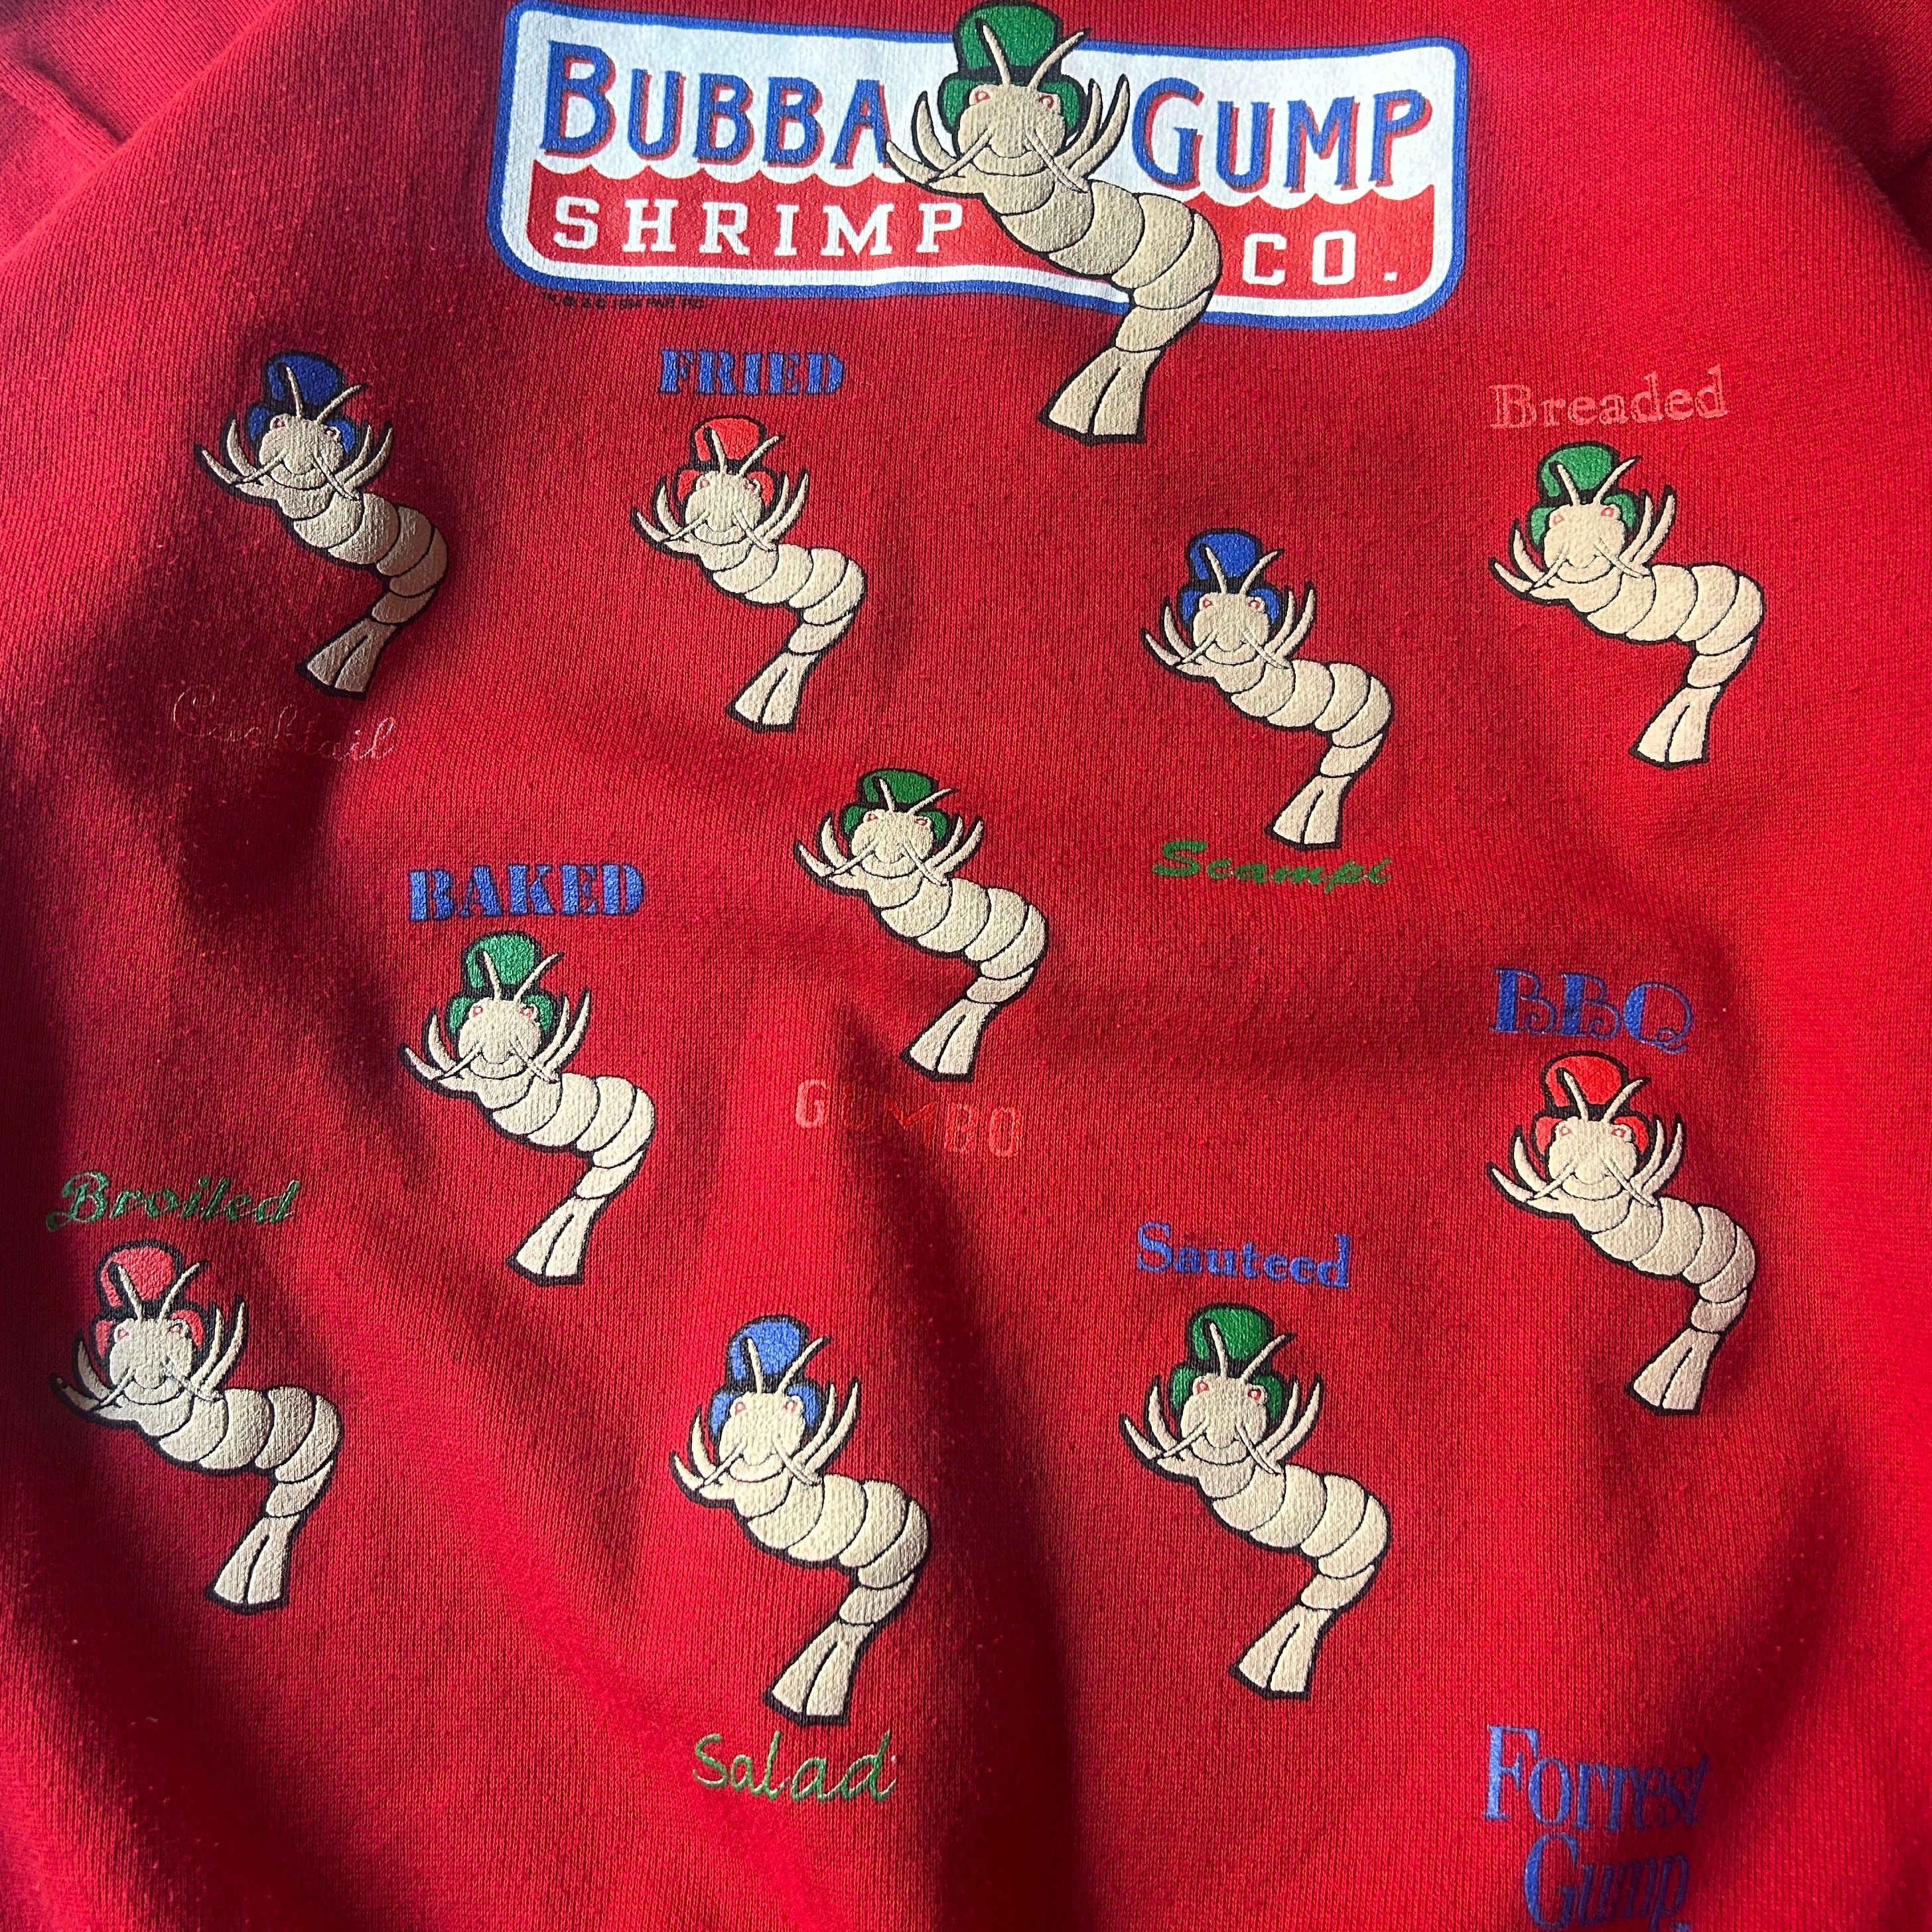 BUBBA GUMP
SHRIMP CO.
FRIED
Breaded
Cocktail
Scampi
BAKED
BBQ
GUMBO
Broiled
Sauteed
Salad
Forrest
Gump